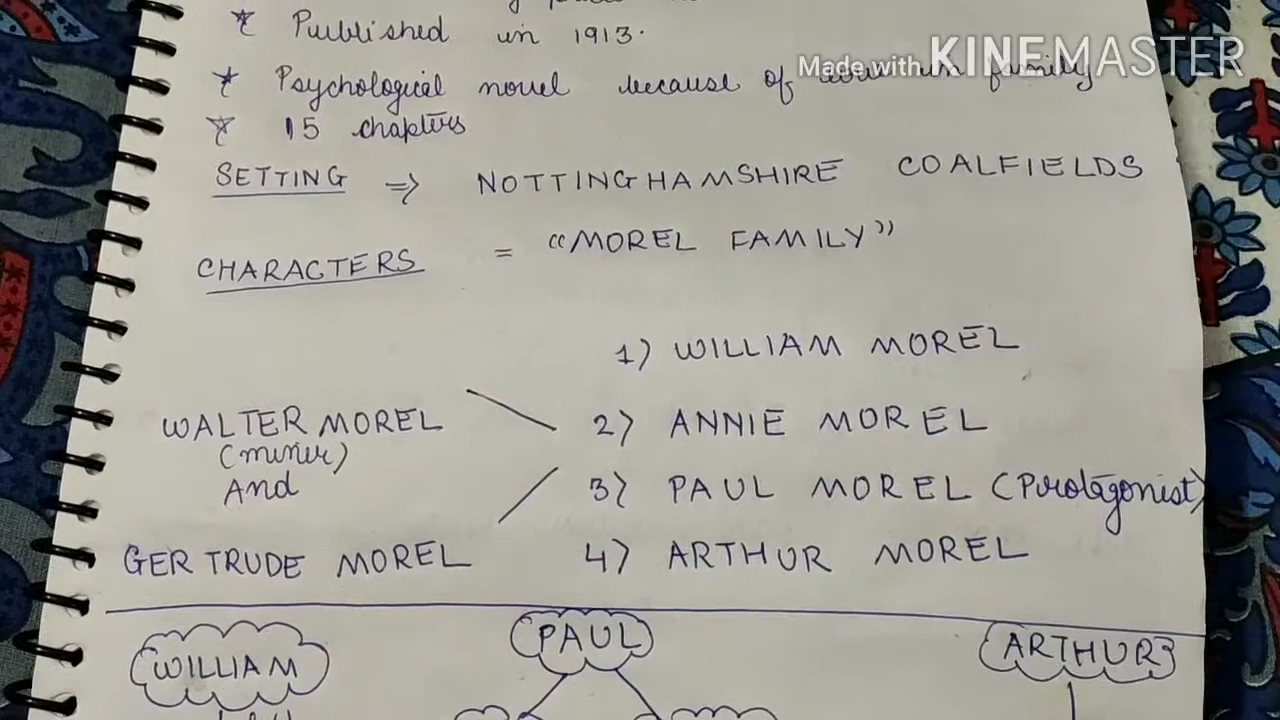 * Published in 1913.
Made with KINEMASTER
* Psychological novel because of in family
* 15 chapters
SETTING => NOTTINGHAMSHIRE COALFIELDS
CHARACTERS = "MOREL FAMILY"
1) WILLIAM MOREL
WALTER MOREL 2) ANNIE MOREL
(miner)
And 3) PAUL MOREL (Protagonist)
GERTRUDE MOREL 4) ARTHUR MOREL
WILLIAM PAUL ARTHUR